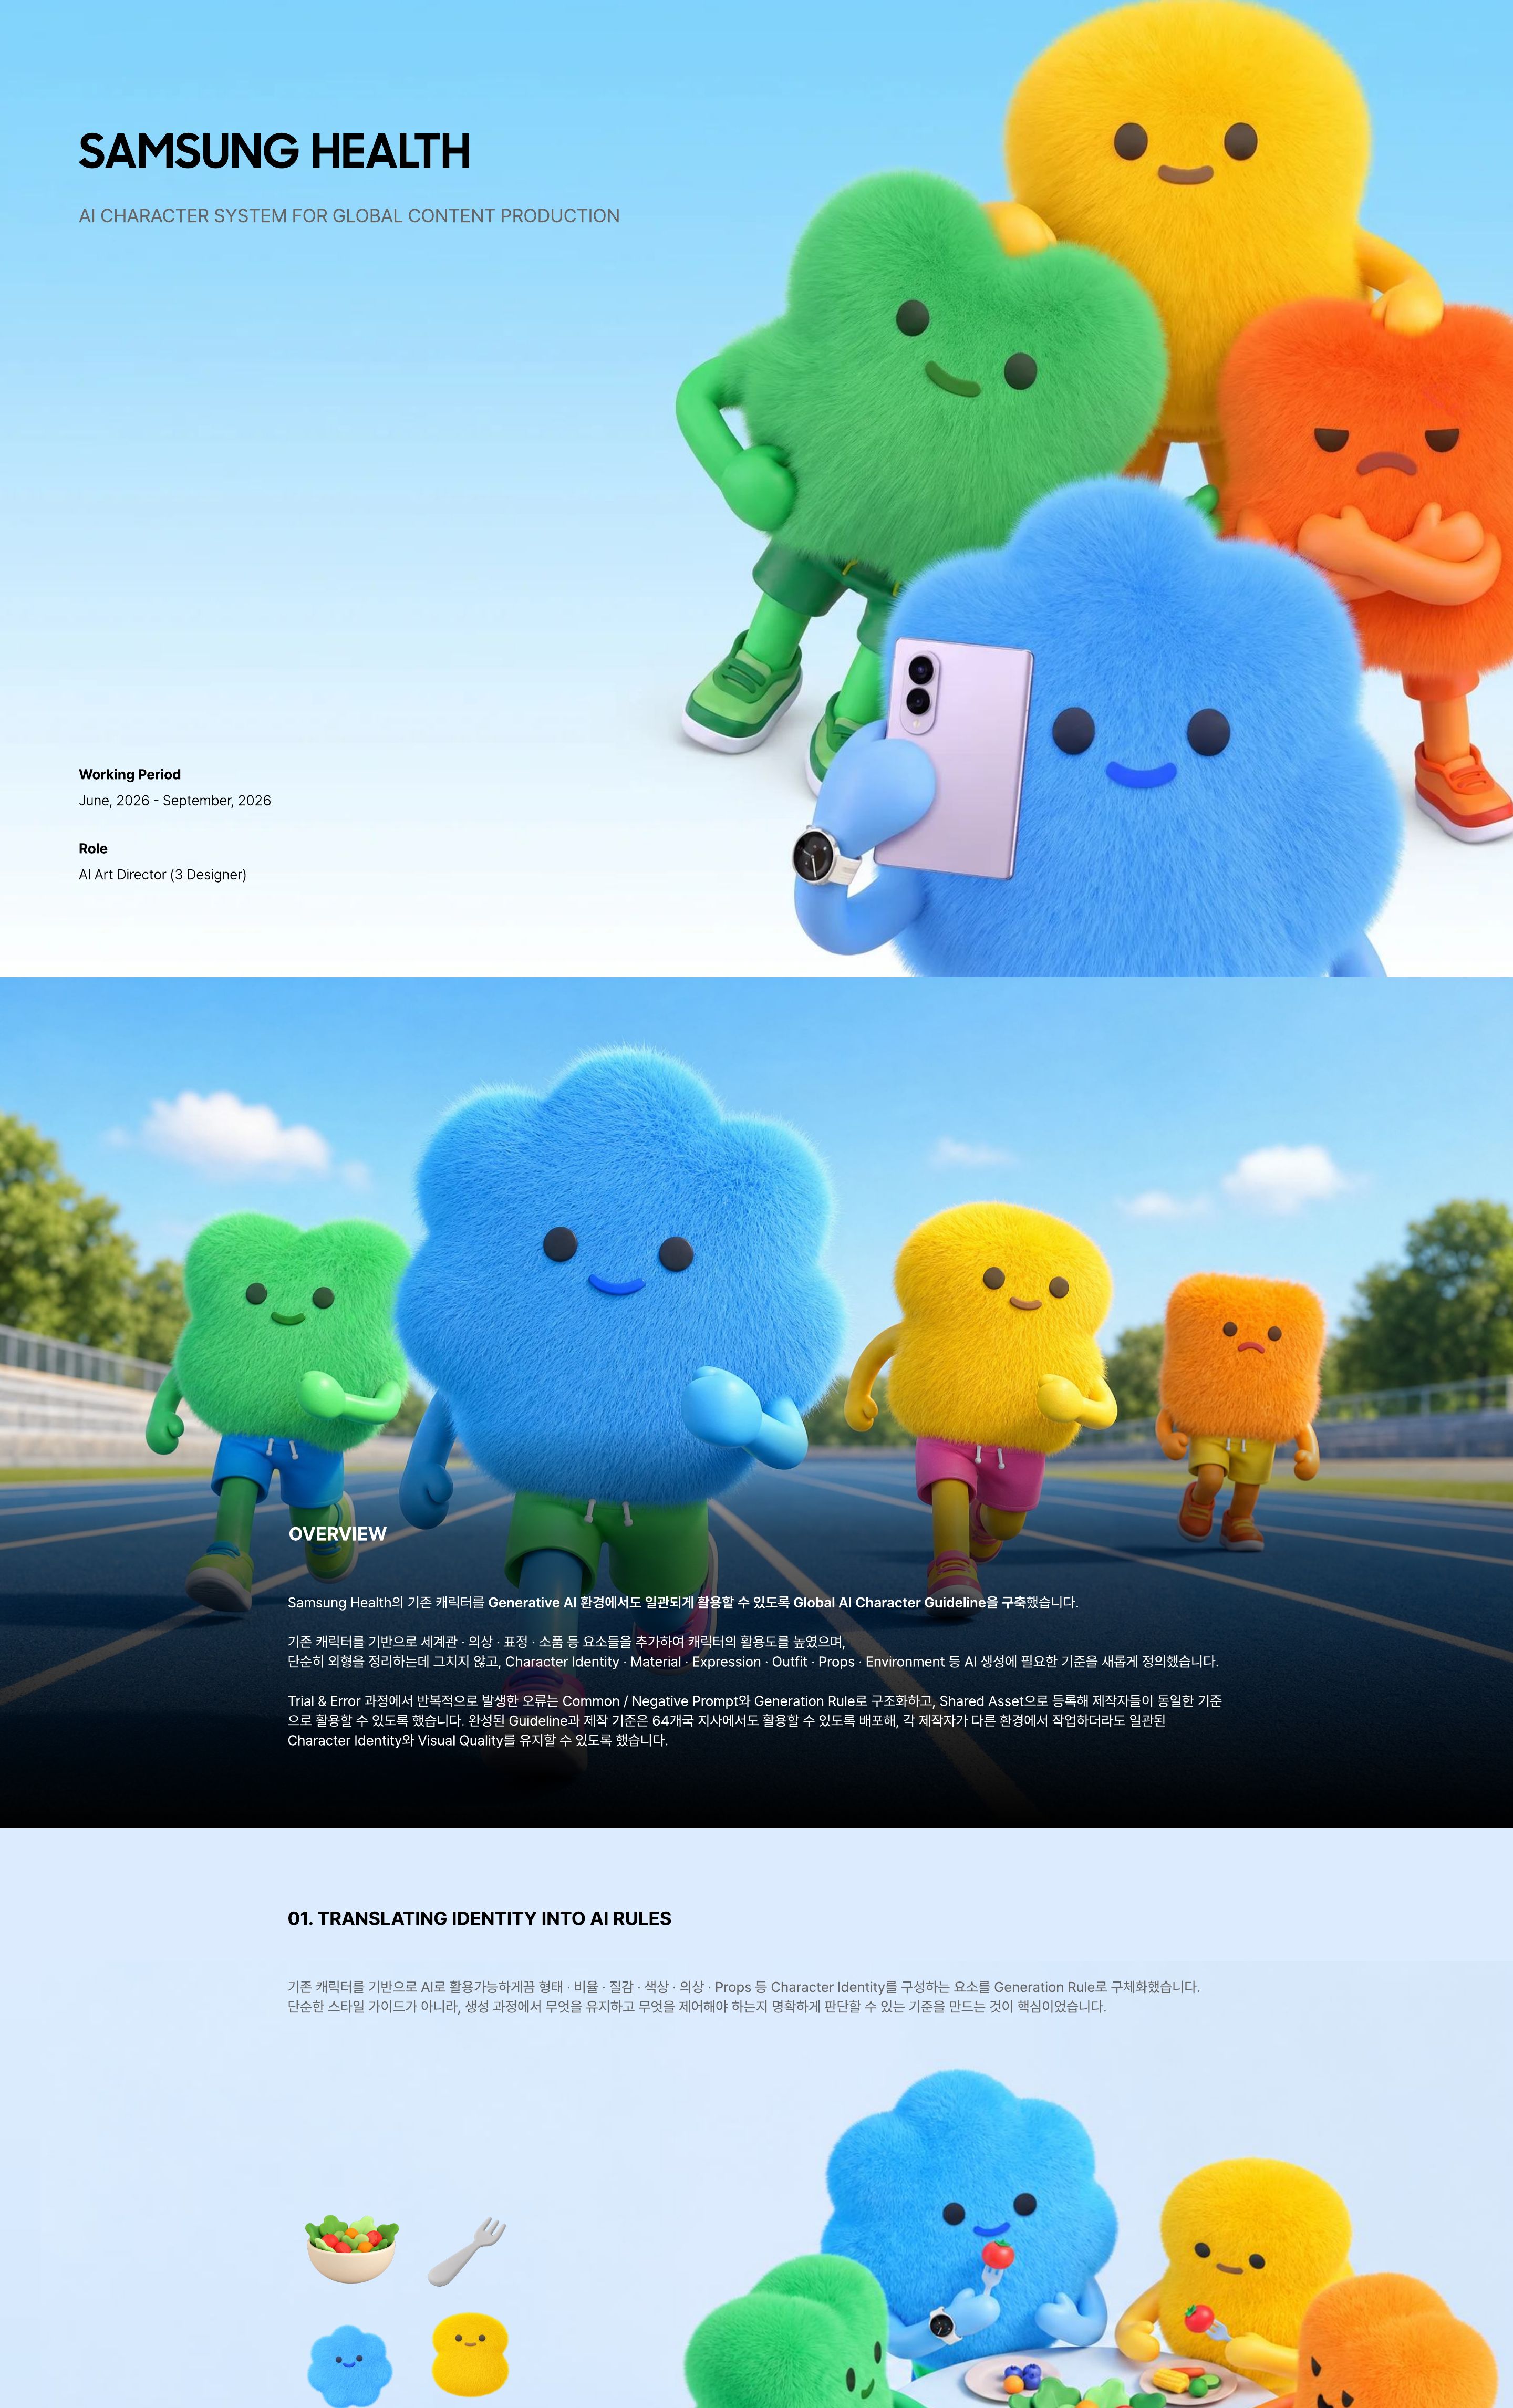 SAMSUNG HEALTH
AI CHARACTER SYSTEM FOR GLOBAL CONTENT PRODUCTION
Working Period
June, 2026 - September, 2026
Role
AI Art Director (3 Designer)
OVERVIEW
Samsung Health의 기존 캐릭터를 Generative AI 환경에서도 일관되게 활용할 수 있도록 Global AI Character Guideline을 구축했습니다.
기존 캐릭터를 기반으로 세계관 · 의상 · 표정 · 소품 등 요소들을 추가하여 캐릭터의 활용도를 높였으며,
단순히 외형을 정리하는데 그치지 않고, Character Identity · Material · Expression · Outfit · Props · Environment 등 AI 생성에 필요한 기준을 새롭게 정의했습니다.
Trial & Error 과정에서 반복적으로 발생한 오류는 Common / Negative Prompt와 Generation Rule로 구조화하고, Shared Asset으로 등록해 제작자들이 동일한 기준
으로 활용할 수 있도록 했습니다. 완성된 Guideline과 제작 기준은 64개국 지사에서도 활용할 수 있도록 배포해, 각 제작자가 다른 환경에서 작업하더라도 일관된
Character Identity와 Visual Quality를 유지할 수 있도록 했습니다.
01. TRANSLATING IDENTITY INTO AI RULES
기존 캐릭터를 기반으로 AI로 활용가능하게끔 형태 · 비율 · 질감 · 색상 · 의상 · Props 등 Character Identity를 구성하는 요소를 Generation Rule로 구체화했습니다.
단순한 스타일 가이드가 아니라, 생성 과정에서 무엇을 유지하고 무엇을 제어해야 하는지 명확하게 판단할 수 있는 기준을 만드는 것이 핵심이었습니다.